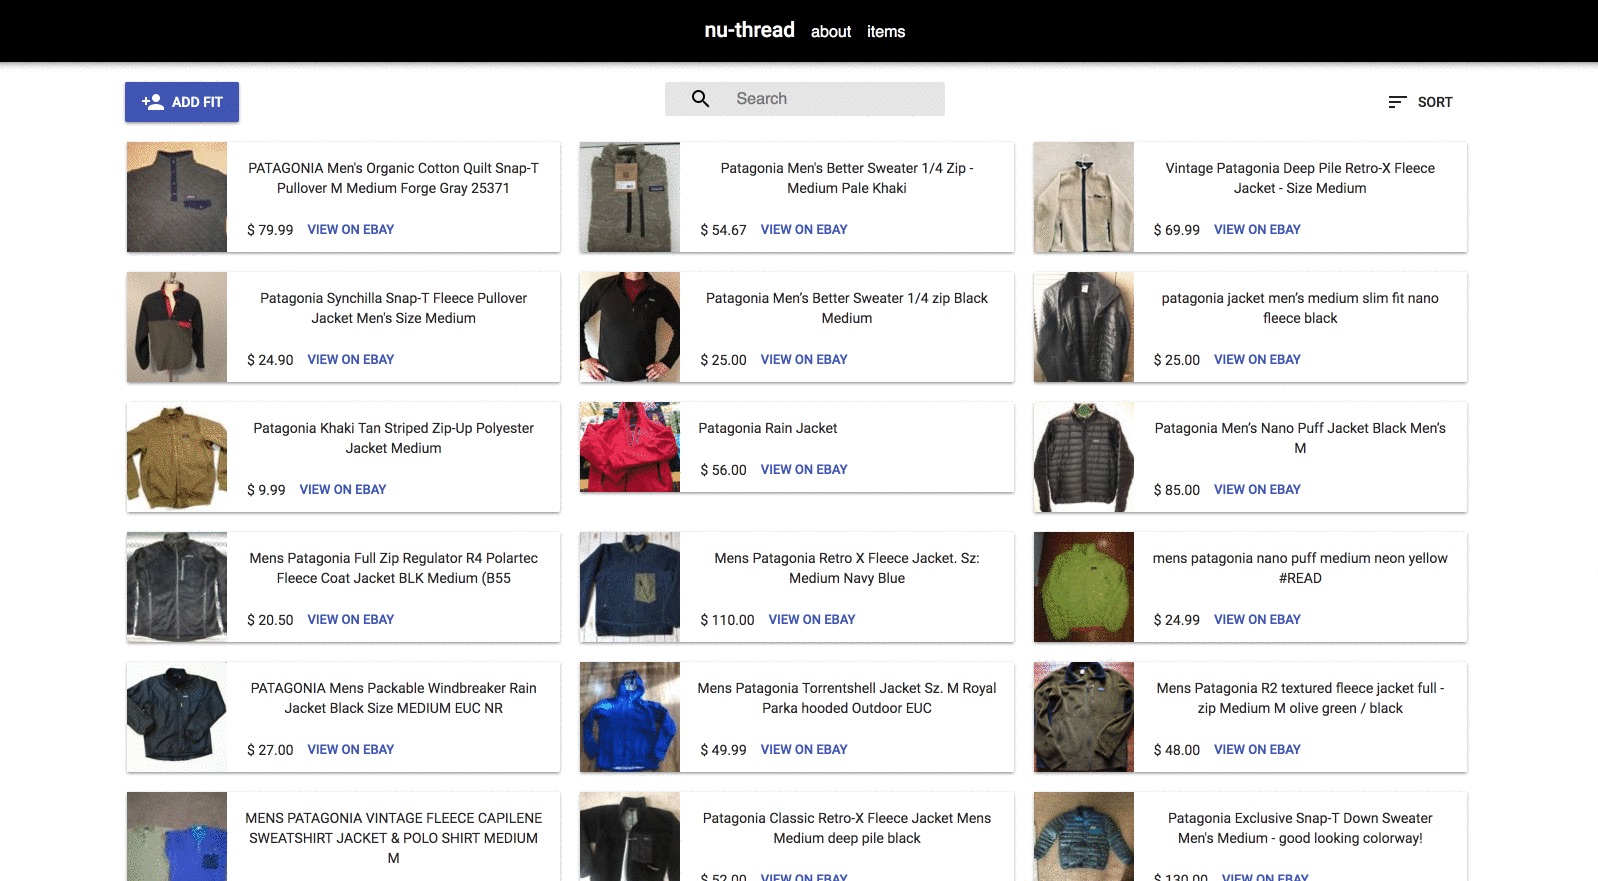 nu-thread about items
ADD FIT
Search
SORT
PATAGONIA Men's Organic Cotton Quilt Snap-T
Pullover M Medium Forge Gray 25371
$ 79.99 VIEW ON EBAY
Patagonia Men's Better Sweater 1/4 Zip -
Medium Pale Khaki
$ 54.67 VIEW ON EBAY
Vintage Patagonia Deep Pile Retro-X Fleece
Jacket - Size Medium
$ 69.99 VIEW ON EBAY
Patagonia Synchilla Snap-T Fleece Pullover
Jacket Men's Size Medium
$ 24.90 VIEW ON EBAY
Patagonia Men’s Better Sweater 1/4 zip Black
Medium
$ 25.00 VIEW ON EBAY
patagonia jacket men’s medium slim fit nano
fleece black
$ 25.00 VIEW ON EBAY
Patagonia Khaki Tan Striped Zip-Up Polyester
Jacket Medium
$ 9.99 VIEW ON EBAY
Patagonia Rain Jacket
$ 56.00 VIEW ON EBAY
Patagonia Men’s Nano Puff Jacket Black Men’s
M
$ 85.00 VIEW ON EBAY
Mens Patagonia Full Zip Regulator R4 Polartec
Fleece Coat Jacket BLK Medium (B55
$ 20.50 VIEW ON EBAY
Mens Patagonia Retro X Fleece Jacket. Sz:
Medium Navy Blue
$ 110.00 VIEW ON EBAY
mens patagonia nano puff medium neon yellow
#READ
$ 24.99 VIEW ON EBAY
PATAGONIA Mens Packable Windbreaker Rain
Jacket Black Size MEDIUM EUC NR
$ 27.00 VIEW ON EBAY
Mens Patagonia Torrentshell Jacket Sz. M Royal
Parka hooded Outdoor EUC
$ 49.99 VIEW ON EBAY
Mens Patagonia R2 textured fleece jacket full -
zip Medium M olive green / black
$ 48.00 VIEW ON EBAY
MENS PATAGONIA VINTAGE FLEECE CAPILENE
SWEATSHIRT JACKET & POLO SHIRT MEDIUM
M
Patagonia Classic Retro-X Fleece Jacket Mens
Medium deep pile black
$ 52.00 VIEW ON EBAY
Patagonia Exclusive Snap-T Down Sweater
Men's Medium - good looking colorway!
$ 130.00 VIEW ON EBAY